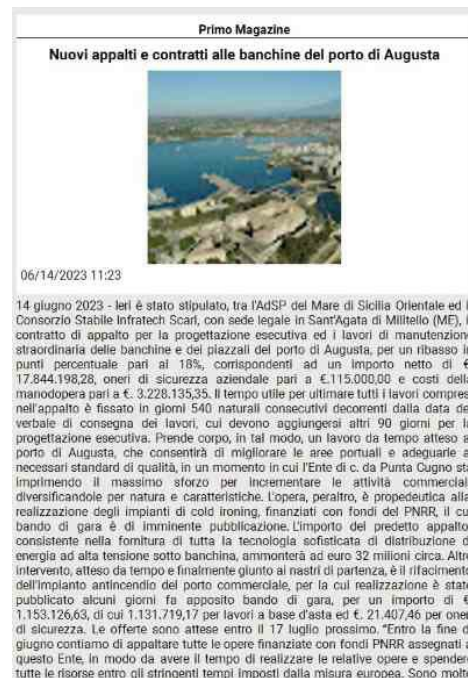 Primo Magazine
Nuovi appalti e contratti alle banchine del porto di Augusta
06/14/2023 11:23
14 giugno 2023 - Ieri è stato stipulato, tra l'AdSP del Mare di Sicilia Orientale ed i
Consorzio Stabile Infratech Scarl, con sede legale in Sant'Agata di Militello (ME), i
contratto di appalto per la progettazione esecutiva ed i lavori di manutenzione
straordinaria delle banchine e dei piazzali del porto di Augusta, per un ribasso in
punti percentuale pari al 18%, corrispondenti ad un importo netto di €
17.844.198,28, oneri di sicurezza aziendale pari a €.115.000,00 e costi della
manodopera pari a €. 3.228.135,35. Il tempo utile per ultimare tutti i lavori compresi
nell'appalto è fissato in giorni 540 naturali consecutivi decorrenti dalla data del
verbale di consegna dei lavori, cui devono aggiungersi altri 90 giorni per la
progettazione esecutiva. Prende corpo, in tal modo, un lavoro da tempo atteso al
porto di Augusta, che consentirà di migliorare le aree portuali e adeguarle ai
necessari standard di qualità, in un momento in cui l'Ente di c. da Punta Cugno sta
imprimendo il massimo sforzo per incrementare le attività commerciali
diversificandole per natura e caratteristiche. L'opera, peraltro, è propedeutica alla
realizzazione degli impianti di cold ironing, finanziati con fondi del PNRR, il cui
bando di gara è di imminente pubblicazione. L'importo del predetto appalto,
consistente nella fornitura di tutta la tecnologia sofisticata di distribuzione di
energia ad alta tensione sotto banchina, ammonterà ad euro 32 milioni circa. Altro
intervento, atteso da tempo e finalmente giunto ai nastri di partenza, è il rifacimento
dell'impianto antincendio del porto commerciale, per la cui realizzazione è stato
pubblicato alcuni giorni fa apposito bando di gara, per un importo di €
1.153.126,63, di cui 1.131.719,17 per lavori a base d'asta ed €. 21.407,46 per oneri
di sicurezza. Le offerte sono attese entro il 17 luglio prossimo. "Entro la fine di
giugno contiamo di appaltare tutte le opere finanziate con fondi PNRR assegnati a
questo Ente, in modo da avere il tempo di realizzare le relative opere e spendere
tutte le risorse entro gli stringenti tempi imposti dalla misura europea. Sono molte